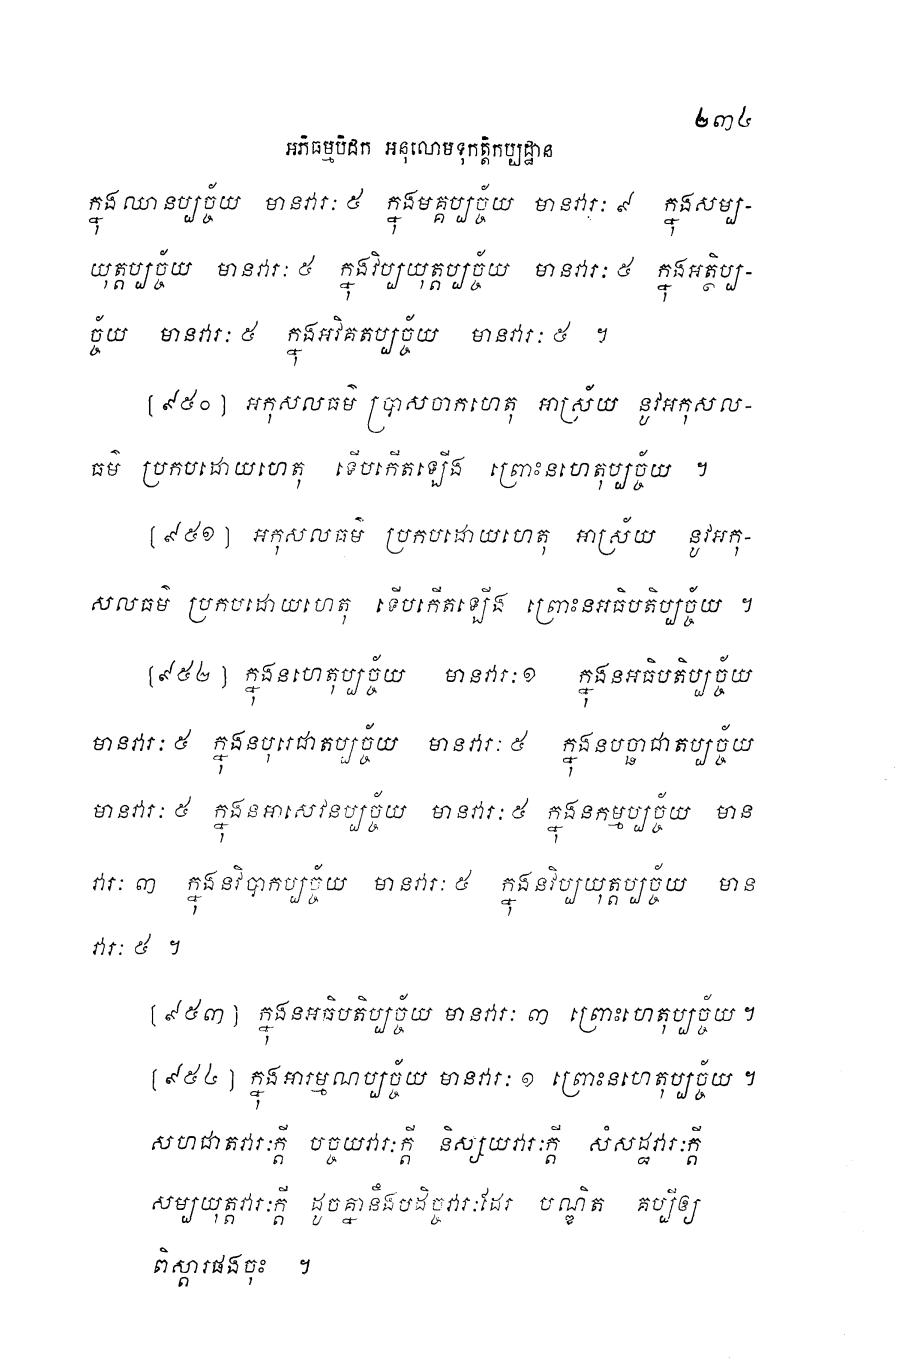 ២៣៤
អភិធម្មបិដក អនុលោមទុកត្តិកប្បដ្ឋាន
ក្នុងឈានប្បច្ច័យ មានវារៈ ៥ ក្នុងមគ្គប្បច្ច័យ មានវារៈ ៩ ក្នុងសម្ប-
យុត្តប្បច្ច័យ មានវារៈ ៥ ក្នុងវិប្បយុត្តប្បច្ច័យ មានវារៈ ៥ ក្នុងអត្ថិប្ប-
ច្ច័យ មានវារៈ ៥ ក្នុងអវិគតប្បច្ច័យ មានវារៈ ៥ ។
[៩៥០] អកុសលធម៌ ប្រាសចាកហេតុ អាស្រ័យ នូវអកុសល-
ធម៌ ប្រកបដោយហេតុ ទើបកើតឡើង ព្រោះនហេតុប្បច្ច័យ ។
[៩៥១] អកុសលធម៌ ប្រកបដោយហេតុ អាស្រ័យ នូវអកុ-
សលធម៌ ប្រកបដោយហេតុ ទើបកើតឡើង ព្រោះនអធិបតិប្បច្ច័យ ។
[៩៥២] ក្នុងនហេតុប្បច្ច័យ មានវារៈ ១ ក្នុងនអធិបតិប្បច្ច័យ
មានវារៈ ៥ ក្នុងនបុរេជាតប្បច្ច័យ មានវារៈ ៥ ក្នុងនបច្ឆាជាតប្បច្ច័យ
មានវារៈ ៥ ក្នុងនអាសេវនប្បច្ច័យ មានវារៈ ៥ ក្នុងនកម្មប្បច្ច័យ មាន
វារៈ ៣ ក្នុងនវិបាកប្បច្ច័យ មានវារៈ ៥ ក្នុងនវិប្បយុត្តប្បច្ច័យ មាន
វារៈ ៥ ។
[៩៥៣] ក្នុងនអធិបតិប្បច្ច័យ មានវារៈ ៣ ព្រោះហេតុប្បច្ច័យ ។
[៩៥៤] ក្នុងអារម្មណប្បច្ច័យ មានវារៈ ១ ព្រោះនហេតុប្បច្ច័យ ។
សហជាតវារៈក្តី បច្ចយវារៈក្តី និស្សយវារៈក្តី សំសដ្ឋវារៈក្តី
សម្បយុត្តវារៈក្តី ដូចគ្នានឹងបដិច្ចវារៈដែរ បណ្ឌិត គប្បីឲ្យ
ពិស្តារផងចុះ ។